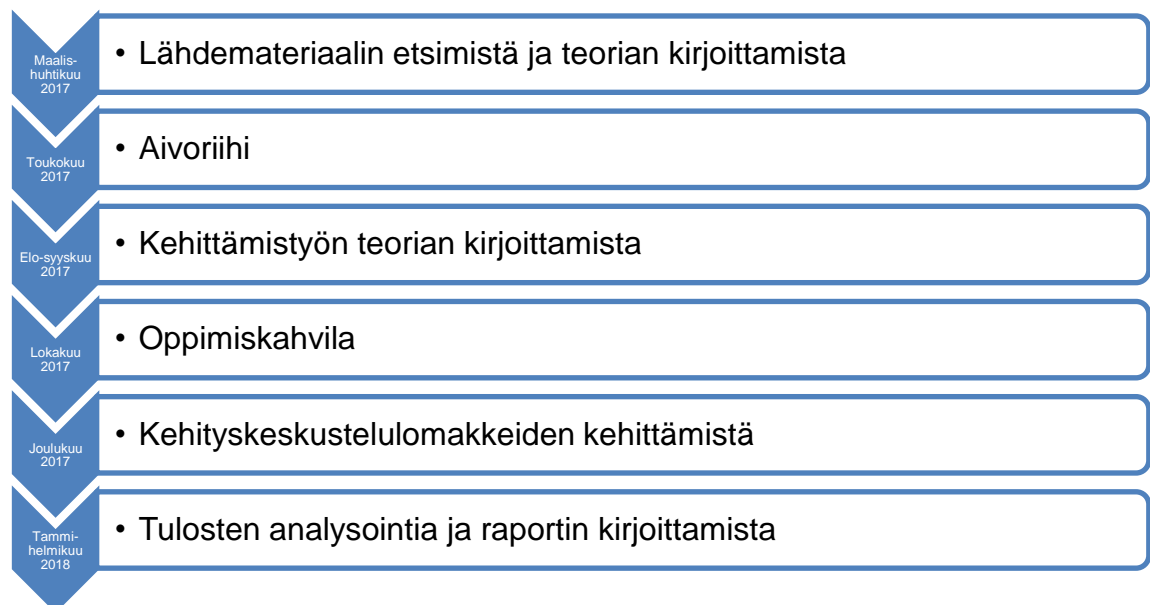 Maalis-
huhtikuu
2017
• Lähdemateriaalin etsimistä ja teorian kirjoittamista
Toukokuu
2017
• Aivoriihi
Elo-syyskuu
2017
• Kehittämistyön teorian kirjoittamista
Lokakuu
2017
• Oppimiskahvila
Joulukuu
2017
• Kehityskeskustelulomakkeiden kehittämistä
Tammi-
helmikuu
2018
• Tulosten analysointia ja raportin kirjoittamista